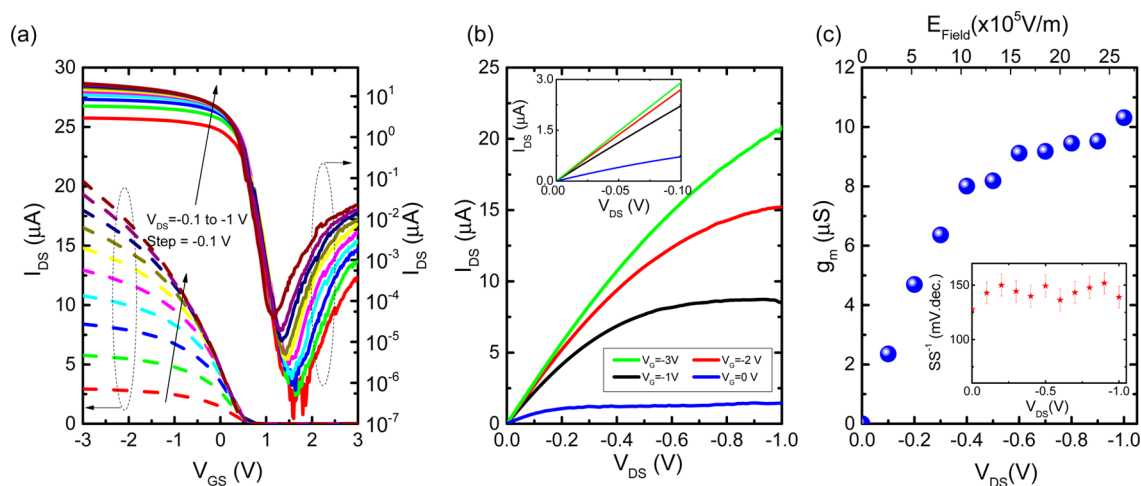 (a)
30
25
20
15
10
5
0
I_DS (μA)
10^1
10^0
10^-1
10^-2
10^-3
10^-4
10^-5
10^-6
10^-7
I_DS (μA)
V_DS=-0.1 to -1 V
Step = -0.1 V
-3 -2 -1 0 1 2 3
V_GS (V)
(b)
25
20
15
10
5
0
I_DS (μA)
3.0
1.5
0.0
I_DS (μA)
0.00 -0.05 -0.10
V_DS (V)
V_G=-3V V_G=-2 V
V_G=-1V V_G=0 V
0.0 -0.2 -0.4 -0.6 -0.8 -1.0
V_DS (V)
(c)
E_Field(x10^5V/m)
0 5 10 15 20 25
12
10
8
6
4
2
0
g_m (μS)
150
75
SS^-1 (mV.dec.)
0.0 -0.5 -1.0
V_DS(V)
0.0 -0.2 -0.4 -0.6 -0.8 -1.0
V_DS(V)